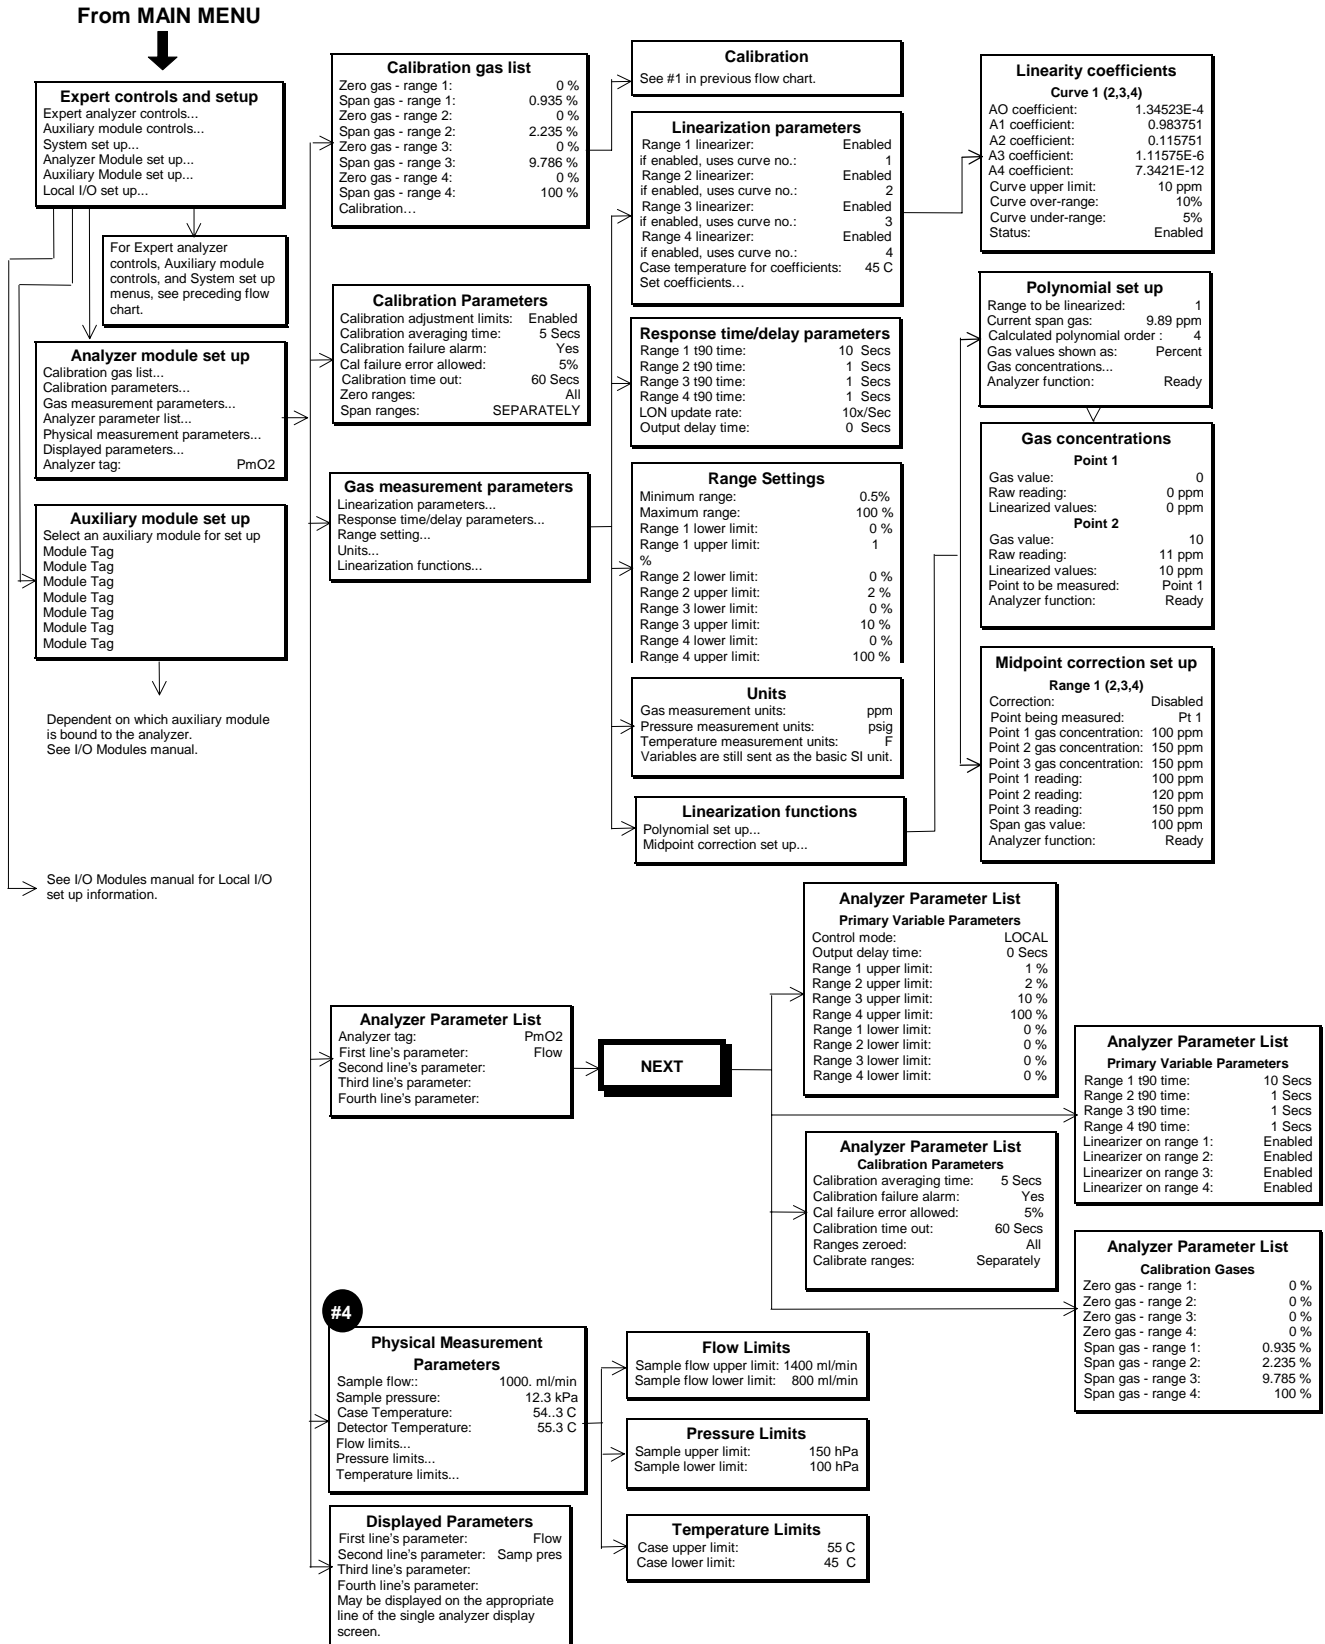 From MAIN MENU
Expert controls and setup
Expert analyzer controls...
Auxiliary module controls...
System set up...
Analyzer Module set up...
Auxiliary Module set up...
Local I/O set up...
For Expert analyzer
controls, Auxiliary module
controls, and System set up
menus, see preceding flow
chart.
Analyzer module set up
Calibration gas list...
Calibration parameters...
Gas measurement parameters...
Analyzer parameter list...
Physical measurement parameters...
Displayed parameters...
Analyzer tag: PmO2
Auxiliary module set up
Select an auxiliary module for set up
Module Tag
Module Tag
Module Tag
Module Tag
Module Tag
Module Tag
Module Tag
Dependent on which auxiliary module
is bound to the analyzer.
See I/O Modules manual.
See I/O Modules manual for Local I/O
set up information.
Calibration gas list
Zero gas - range 1: 0 %
Span gas - range 1: 0.935 %
Zero gas - range 2: 0 %
Span gas - range 2: 2.235 %
Zero gas - range 3: 0 %
Span gas - range 3: 9.786 %
Zero gas - range 4: 0 %
Span gas - range 4: 100 %
Calibration…
Calibration Parameters
Calibration adjustment limits: Enabled
Calibration averaging time: 5 Secs
Calibration failure alarm: Yes
Cal failure error allowed: 5%
Calibration time out: 60 Secs
Zero ranges: All
Span ranges: SEPARATELY
Gas measurement parameters
Linearization parameters...
Response time/delay parameters...
Range setting...
Units...
Linearization functions...
Calibration
See #1 in previous flow chart.
Linearization parameters
Range 1 linearizer: Enabled
if enabled, uses curve no.: 1
Range 2 linearizer: Enabled
if enabled, uses curve no.: 2
Range 3 linearizer: Enabled
if enabled, uses curve no.: 3
Range 4 linearizer: Enabled
if enabled, uses curve no.: 4
Case temperature for coefficients: 45 C
Set coefficients…
Response time/delay parameters
Range 1 t90 time: 10 Secs
Range 2 t90 time: 1 Secs
Range 3 t90 time: 1 Secs
Range 4 t90 time: 1 Secs
LON update rate: 10x/Sec
Output delay time: 0 Secs
Range Settings
Minimum range: 0.5%
Maximum range: 100 %
Range 1 lower limit: 0 %
Range 1 upper limit: 1
%
Range 2 lower limit: 0 %
Range 2 upper limit: 2 %
Range 3 lower limit: 0 %
Range 3 upper limit: 10 %
Range 4 lower limit: 0 %
Range 4 upper limit: 100 %
Units
Gas measurement units: ppm
Pressure measurement units: psig
Temperature measurement units: F
Variables are still sent as the basic SI unit.
Linearization functions
Polynomial set up...
Midpoint correction set up...
Linearity coefficients
Curve 1 (2,3,4)
AO coefficient: 1.34523E-4
A1 coefficient: 0.983751
A2 coefficient: 0.115751
A3 coefficient: 1.11575E-6
A4 coefficient: 7.3421E-12
Curve upper limit: 10 ppm
Curve over-range: 10%
Curve under-range: 5%
Status: Enabled
Polynomial set up
Range to be linearized: 1
Current span gas: 9.89 ppm
Calculated polynomial order : 4
Gas values shown as: Percent
Gas concentrations...
Analyzer function: Ready
Gas concentrations
Point 1
Gas value: 0
Raw reading: 0 ppm
Linearized values: 0 ppm
Point 2
Gas value: 10
Raw reading: 11 ppm
Linearized values: 10 ppm
Point to be measured: Point 1
Analyzer function: Ready
Midpoint correction set up
Range 1 (2,3,4)
Correction: Disabled
Point being measured: Pt 1
Point 1 gas concentration: 100 ppm
Point 2 gas concentration: 150 ppm
Point 3 gas concentration: 150 ppm
Point 1 reading: 100 ppm
Point 2 reading: 120 ppm
Point 3 reading: 150 ppm
Span gas value: 100 ppm
Analyzer function: Ready
Analyzer Parameter List
Analyzer tag: PmO2
First line's parameter: Flow
Second line's parameter:
Third line's parameter:
Fourth line's parameter:
NEXT
Analyzer Parameter List
Primary Variable Parameters
Control mode: LOCAL
Output delay time: 0 Secs
Range 1 upper limit: 1 %
Range 2 upper limit: 2 %
Range 3 upper limit: 10 %
Range 4 upper limit: 100 %
Range 1 lower limit: 0 %
Range 2 lower limit: 0 %
Range 3 lower limit: 0 %
Range 4 lower limit: 0 %
Analyzer Parameter List
Primary Variable Parameters
Range 1 t90 time: 10 Secs
Range 2 t90 time: 1 Secs
Range 3 t90 time: 1 Secs
Range 4 t90 time: 1 Secs
Linearizer on range 1: Enabled
Linearizer on range 2: Enabled
Linearizer on range 3: Enabled
Linearizer on range 4: Enabled
Analyzer Parameter List
Calibration Parameters
Calibration averaging time: 5 Secs
Calibration failure alarm: Yes
Cal failure error allowed: 5%
Calibration time out: 60 Secs
Ranges zeroed: All
Calibrate ranges: Separately
Analyzer Parameter List
Calibration Gases
Zero gas - range 1: 0 %
Zero gas - range 2: 0 %
Zero gas - range 3: 0 %
Zero gas - range 4: 0 %
Span gas - range 1: 0.935 %
Span gas - range 2: 2.235 %
Span gas - range 3: 9.785 %
Span gas - range 4: 100 %
#4
Physical Measurement
Parameters
Sample flow:: 1000. ml/min
Sample pressure: 12.3 kPa
Case Temperature: 54..3 C
Detector Temperature: 55.3 C
Flow limits...
Pressure limits...
Temperature limits...
Flow Limits
Sample flow upper limit: 1400 ml/min
Sample flow lower limit: 800 ml/min
Pressure Limits
Sample upper limit: 150 hPa
Sample lower limit: 100 hPa
Temperature Limits
Case upper limit: 55 C
Case lower limit: 45 C
Displayed Parameters
First line's parameter: Flow
Second line's parameter: Samp pres
Third line's parameter:
Fourth line's parameter:
May be displayed on the appropriate
line of the single analyzer display
screen.